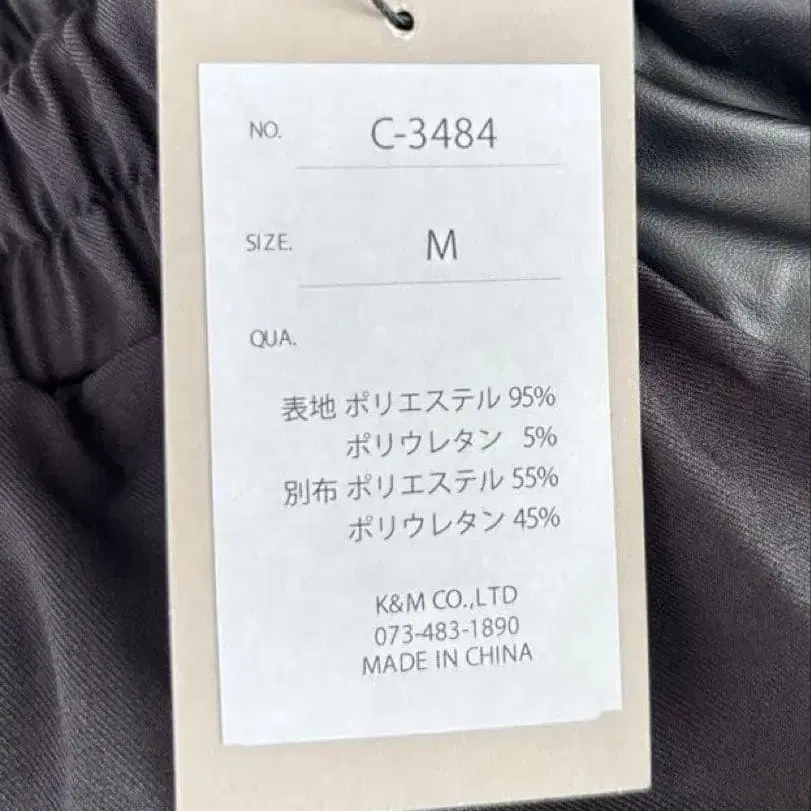 NO. C-3484
SIZE. M
QUA.
表地 ポリエステル 95%
ポリウレタン 5%
別布 ポリエステル 55%
ポリウレタン 45%
K&M CO.,LTD
073-483-1890
MADE IN CHINA